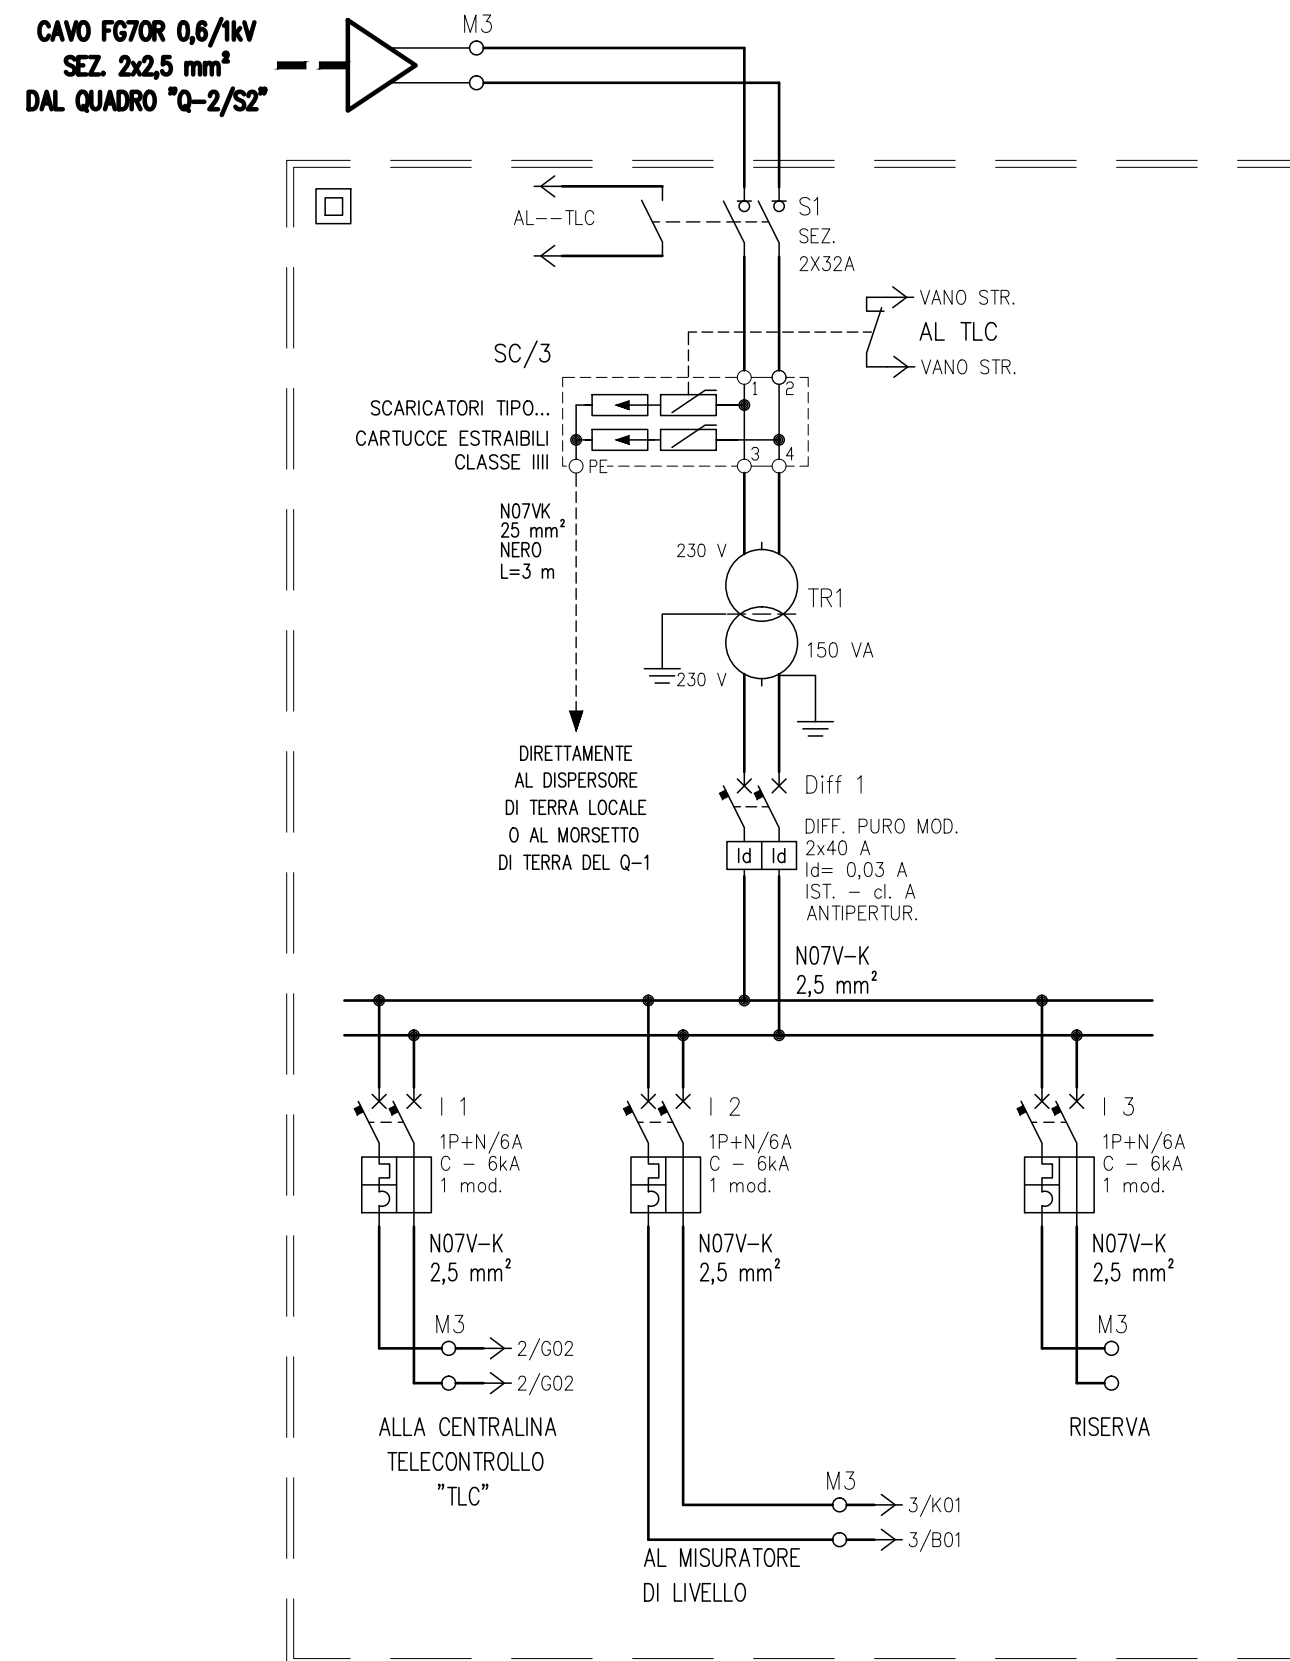 CAVO FG7OR 0,6/1kV
SEZ. 2x2,5 mm²
DAL QUADRO "Q-2/S2"
M3
AL--TLC
S1
SEZ.
2X32A
VANO STR.
AL TLC
VANO STR.
SC/3
1
2
SCARICATORI TIPO...
CARTUCCE ESTRAIBILI
CLASSE IIII
3
4
PE
N07VK
25 mm²
NERO
L=3 m
230 V
TR1
150 VA
230 V
DIRETTAMENTE
AL DISPERSORE
DI TERRA LOCALE
O AL MORSETTO
DI TERRA DEL Q-1
Diff 1
DIFF. PURO MOD.
2x40 A
Id= 0,03 A
IST. - cl. A
ANTIPERTUR.
Id
Id
N07V-K
2,5 mm²
I 1
1P+N/6A
C - 6kA
1 mod.
N07V-K
2,5 mm²
M3
2/G02
2/G02
ALLA CENTRALINA
TELECONTROLLO
"TLC"
I 2
1P+N/6A
C - 6kA
1 mod.
N07V-K
2,5 mm²
M3
3/K01
3/B01
AL MISURATORE
DI LIVELLO
I 3
1P+N/6A
C - 6kA
1 mod.
N07V-K
2,5 mm²
M3
RISERVA